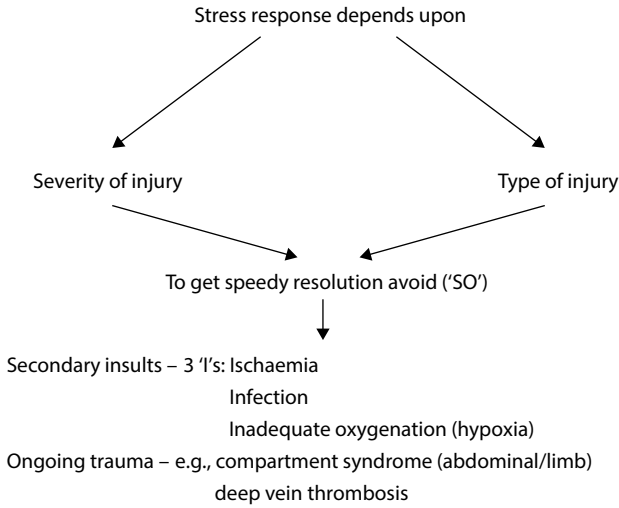 Stress response depends upon
Severity of injury
Type of injury
To get speedy resolution avoid (‘SO’)
Secondary insults – 3 ‘I’s: Ischaemia
Infection
Inadequate oxygenation (hypoxia)
Ongoing trauma – e.g., compartment syndrome (abdominal/limb)
deep vein thrombosis